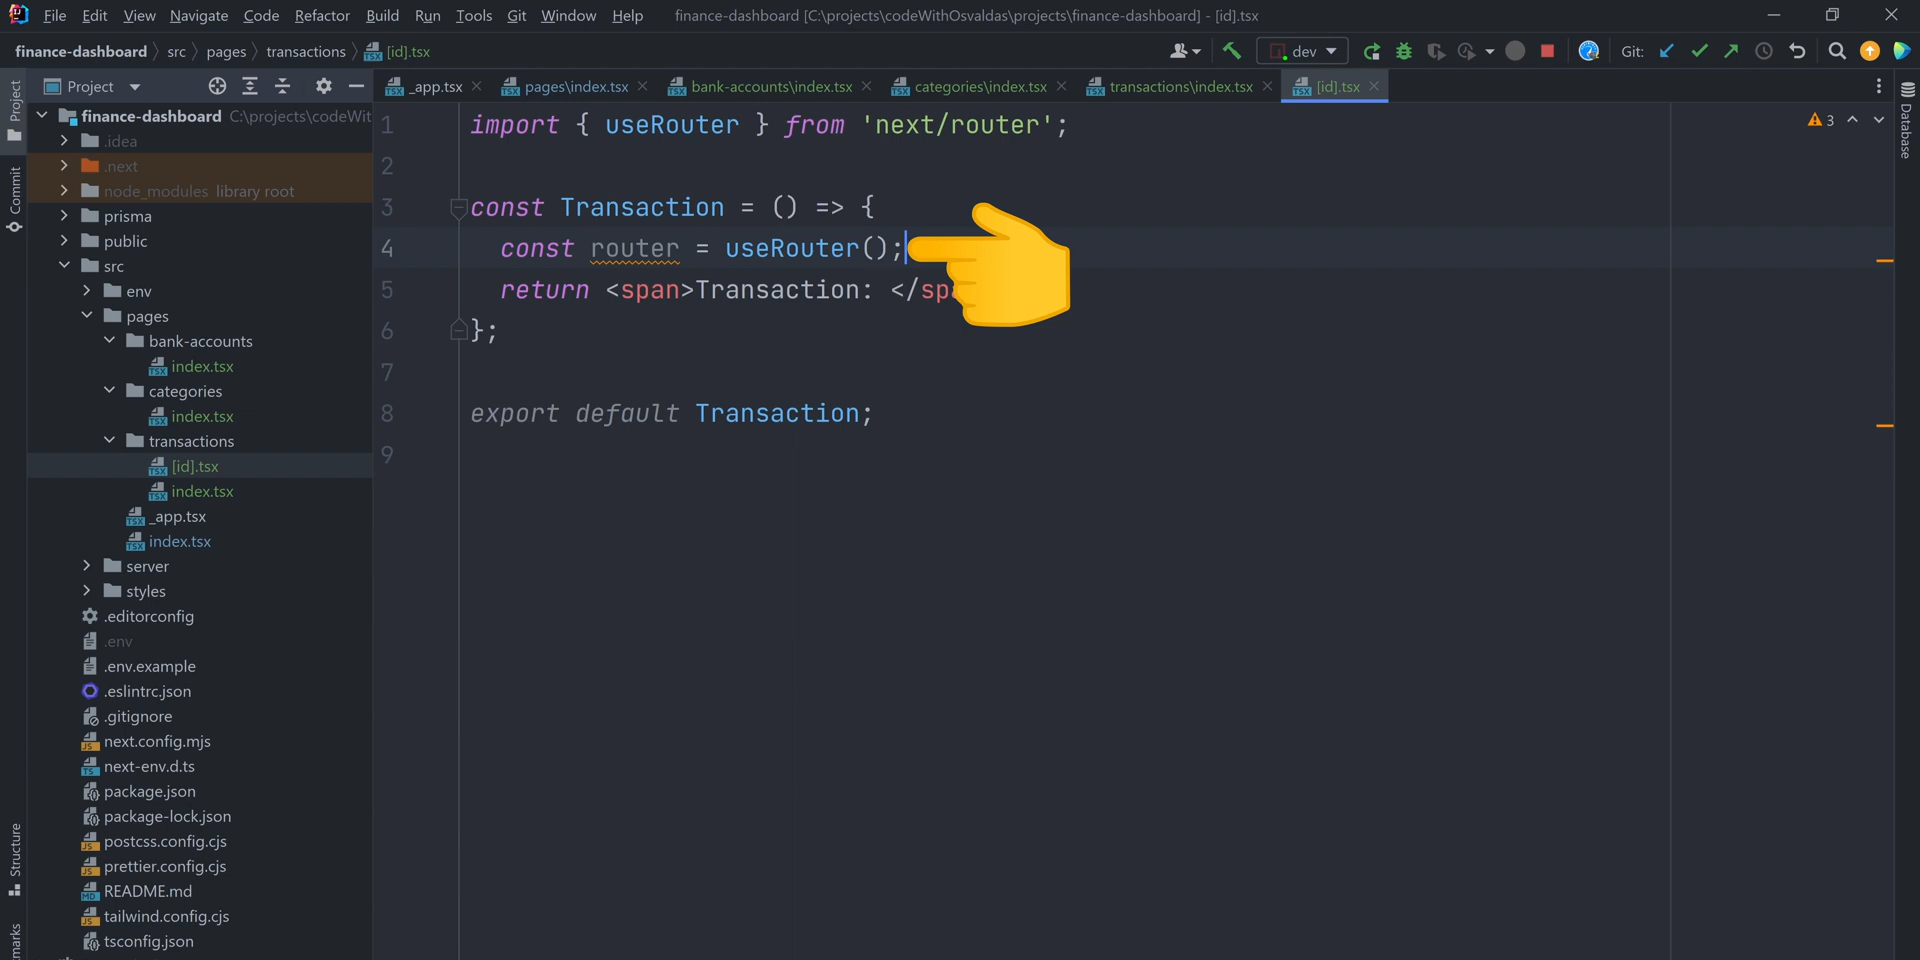 File Edit View Navigate Code Refactor Build Run Tools Git Window Help finance-dashboard [C:\projects\codeWithOsvaldas\projects\finance-dashboard] - [id].tsx
finance-dashboard src pages transactions [id].tsx dev Git:
Project _app.tsx pages\index.tsx bank-accounts\index.tsx categories\index.tsx transactions\index.tsx [id].tsx
Project
Commit
Structure
Database
finance-dashboard C:\projects\codeWit
.idea
.next
node_modules library root
prisma
public
src
env
pages
bank-accounts
index.tsx
categories
index.tsx
transactions
[id].tsx
index.tsx
_app.tsx
index.tsx
server
styles
.editorconfig
.env
.env.example
.eslintrc.json
.gitignore
next.config.mjs
next-env.d.ts
package.json
package-lock.json
postcss.config.cjs
prettier.config.cjs
README.md
tailwind.config.cjs
tsconfig.json
1 import { useRouter } from 'next/router';
2
3 const Transaction = () => {
4 const router = useRouter();
5 return <span>Transaction: </sp
6 };
7
8 export default Transaction;
9
3